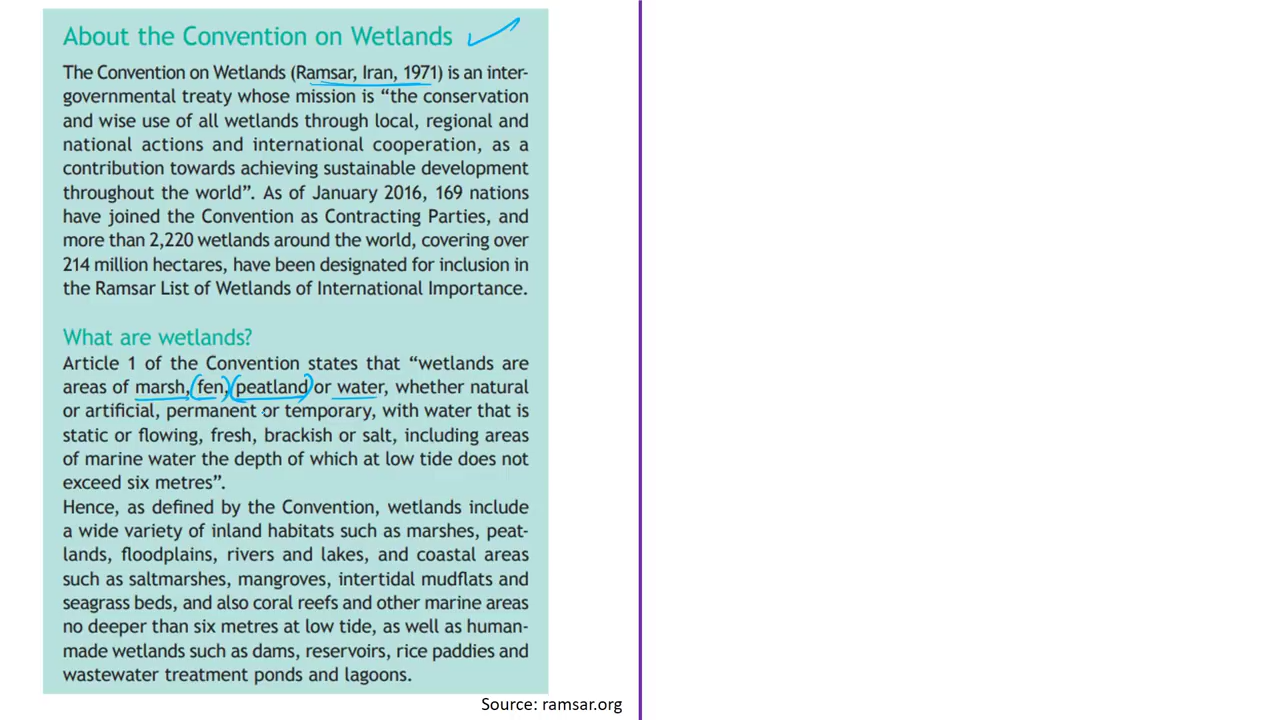 About the Convention on Wetlands
The Convention on Wetlands (Ramsar, Iran, 1971) is an inter-
governmental treaty whose mission is “the conservation
and wise use of all wetlands through local, regional and
national actions and international cooperation, as a
contribution towards achieving sustainable development
throughout the world”. As of January 2016, 169 nations
have joined the Convention as Contracting Parties, and
more than 2,220 wetlands around the world, covering over
214 million hectares, have been designated for inclusion in
the Ramsar List of Wetlands of International Importance.
What are wetlands?
Article 1 of the Convention states that “wetlands are
areas of marsh, fen, peatland or water, whether natural
or artificial, permanent or temporary, with water that is
static or flowing, fresh, brackish or salt, including areas
of marine water the depth of which at low tide does not
exceed six metres”.
Hence, as defined by the Convention, wetlands include
a wide variety of inland habitats such as marshes, peat-
lands, floodplains, rivers and lakes, and coastal areas
such as saltmarshes, mangroves, intertidal mudflats and
seagrass beds, and also coral reefs and other marine areas
no deeper than six metres at low tide, as well as human-
made wetlands such as dams, reservoirs, rice paddies and
wastewater treatment ponds and lagoons.
Source: ramsar.org